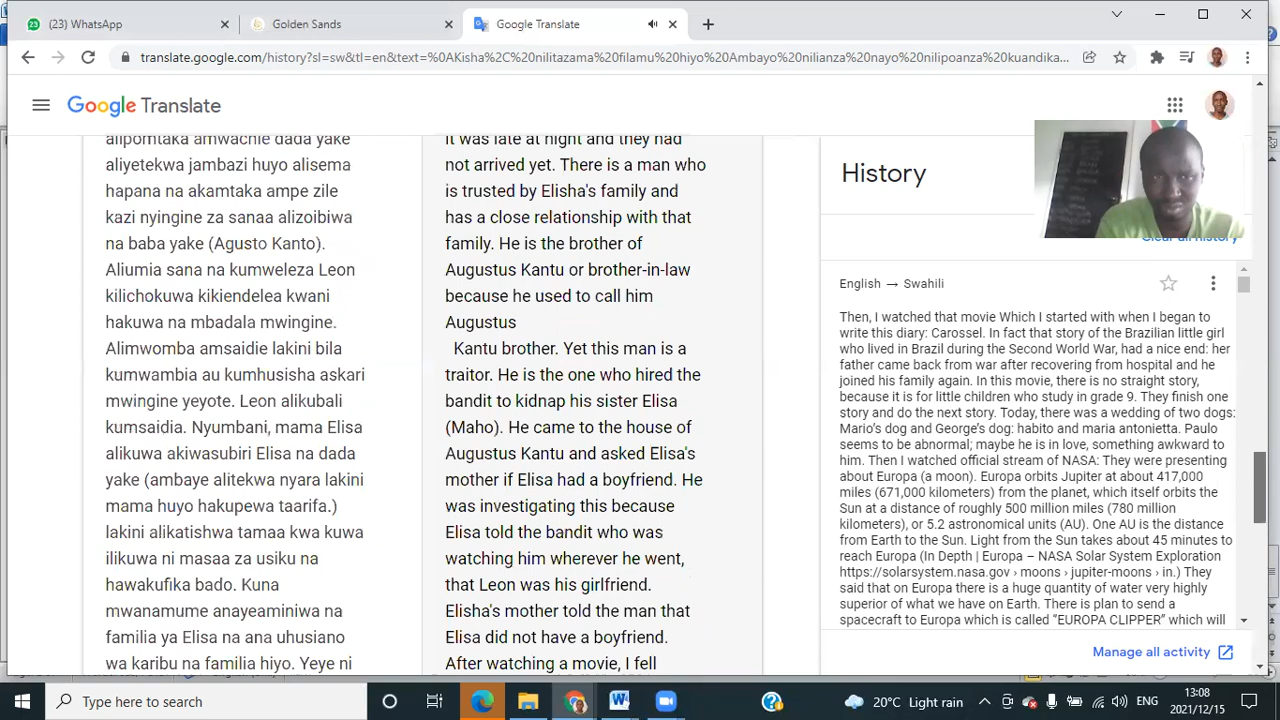 (23) WhatsApp
Golden Sands
Google Translate
translate.google.com/history?sl=sw&tl=en&text=%0AKisha%2C%20nilitazama%20filamu%20hiyo%20Ambayo%20nilianza%20nayo%20nilipoanza%20kuandika...
Google Translate
alipomtaka amwachie dada yake
aliyetekwa jambazi huyo alisema
hapana na akamtaka ampe zile
kazi nyingine za sanaa alizoibiwa
na baba yake (Agusto Kanto).
Aliumia sana na kumweleza Leon
kilichokuwa kikiendelea kwani
hakuwa na mbadala mwingine.
Alimwomba amsaidie lakini bila
kumwambia au kumhusisha askari
mwingine yeyote. Leon alikubali
kumsaidia. Nyumbani, mama Elisa
alikuwa akiwasubiri Elisa na dada
yake (ambaye alitekwa nyara lakini
mama huyo hakupewa taarifa.)
lakini alikatishwa tamaa kwa kuwa
ilikuwa ni masaa za usiku na
hawakufika bado. Kuna
mwanamume anayeaminiwa na
familia ya Elisa na ana uhusiano
wa karibu na familia hiyo. Yeye ni
it was late at night and they had
not arrived yet. There is a man who
is trusted by Elisha's family and
has a close relationship with that
family. He is the brother of
Augustus Kantu or brother-in-law
because he used to call him
Augustus
Kantu brother. Yet this man is a
traitor. He is the one who hired the
bandit to kidnap his sister Elisa
(Maho). He came to the house of
Augustus Kantu and asked Elisa's
mother if Elisa had a boyfriend. He
was investigating this because
Elisa told the bandit who was
watching him wherever he went,
that Leon was his girlfriend.
Elisha's mother told the man that
Elisa did not have a boyfriend.
After watching a movie, I fell
History
Clear all history
English → Swahili
Then, I watched that movie Which I started with when I began to
write this diary: Carossel. In fact that story of the Brazilian little girl
who lived in Brazil during the Second World War, had a nice end: her
father came back from war after recovering from hospital and he
joined his family again. In this movie, there is no straight story,
because it is for little children who study in grade 9. They finish one
story and do the next story. Today, there was a wedding of two dogs:
Mario's dog and George's dog: habito and maria antonietta. Paulo
seems to be abnormal; maybe he is in love, something awkward to
him. Then I watched official stream of NASA: They were presenting
about Europa (a moon). Europa orbits Jupiter at about 417,000
miles (671,000 kilometers) from the planet, which itself orbits the
Sun at a distance of roughly 500 million miles (780 million
kilometers), or 5.2 astronomical units (AU). One AU is the distance
from Earth to the Sun. Light from the Sun takes about 45 minutes to
reach Europa (In Depth | Europa – NASA Solar System Exploration
https://solarsystem.nasa.gov › moons › jupiter-moons › in.) They
said that on Europa there is a huge quantity of water very highly
superior of what we have on Earth. There is plan to send a
spacecraft to Europa which is called “EUROPA CLIPPER” which will
Manage all activity
Type here to search
20°C Light rain
ENG
13:08
2021/12/15